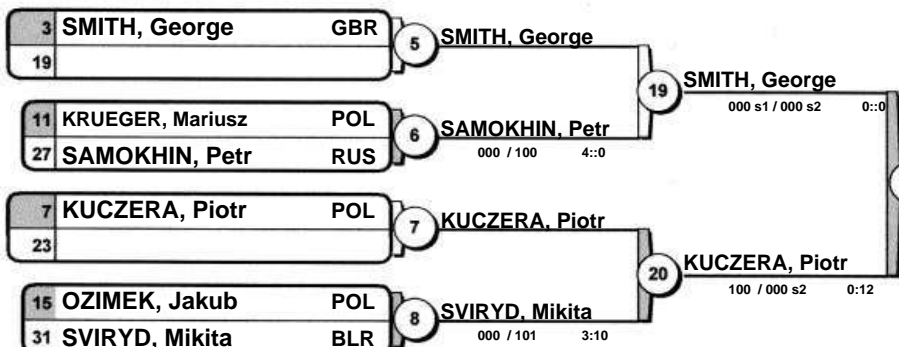 3 SMITH, George GBR
19
5
SMITH, George
11 KRUEGER, Mariusz POL
27 SAMOKHIN, Petr RUS
6
SAMOKHIN, Petr
000 / 100 4::0
19
SMITH, George
000 s1 / 000 s2 0::0
7 KUCZERA, Piotr POL
23
7
KUCZERA, Piotr
15 OZIMEK, Jakub POL
31 SVIRYD, Mikita BLR
8
SVIRYD, Mikita
000 / 101 3:10
20
KUCZERA, Piotr
100 / 000 s2 0:12